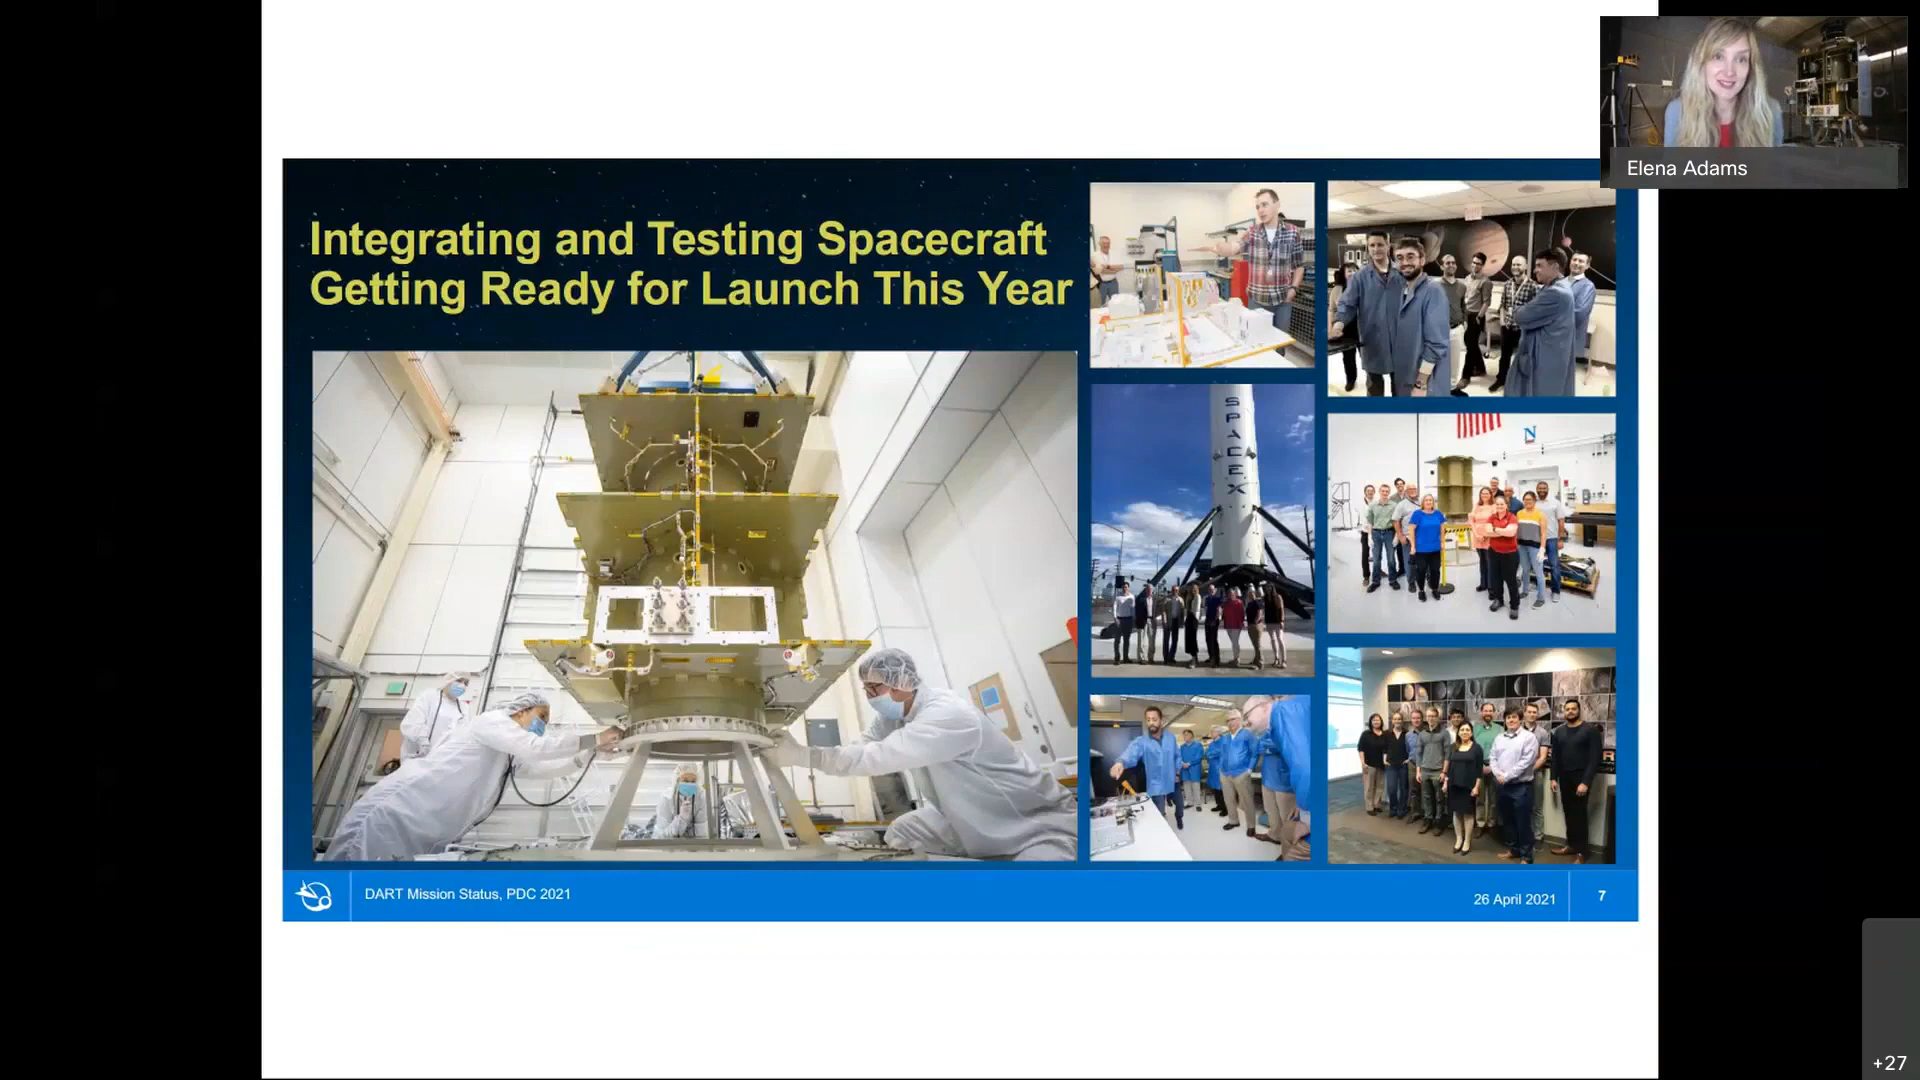 Elena Adams
Integrating and Testing Spacecraft
Getting Ready for Launch This Year
SPACEX
N
DART Mission Status, PDC 2021
26 April 2021
7
+27